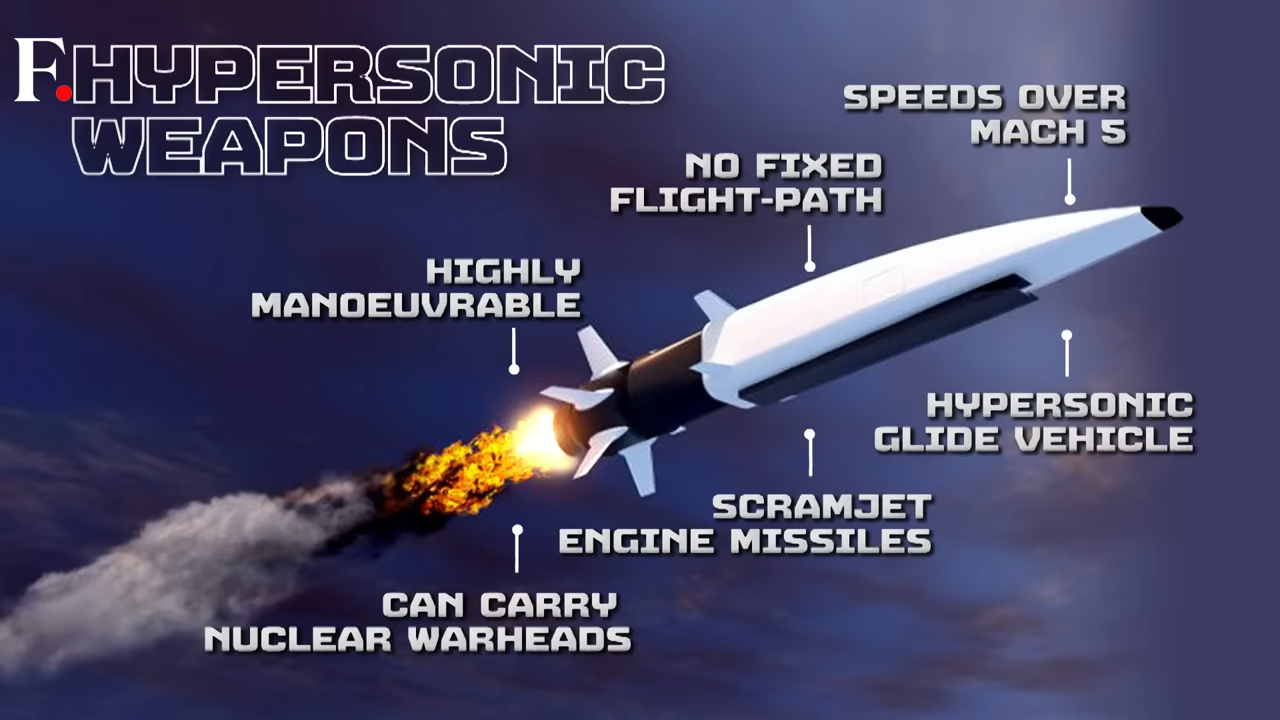 F.
HYPERSONIC
WEAPONS
SPEEDS OVER
MACH 5
NO FIXED
FLIGHT-PATH
HIGHLY
MANOEUVRABLE
HYPERSONIC
GLIDE VEHICLE
SCRAMJET
ENGINE MISSILES
CAN CARRY
NUCLEAR WARHEADS